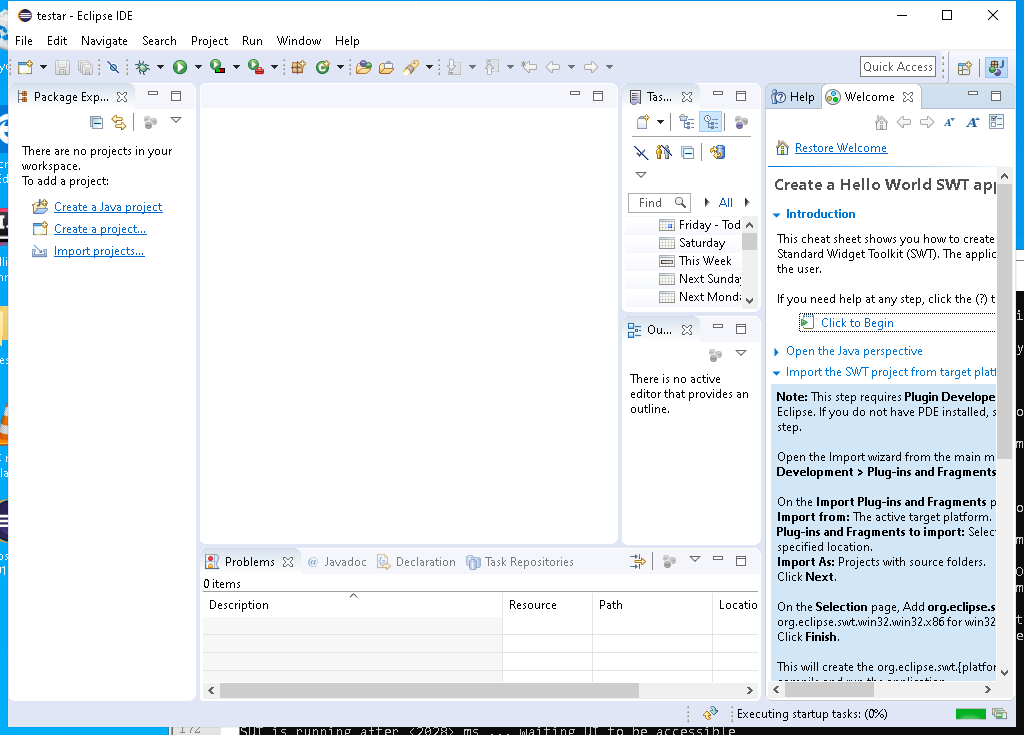 testar - Eclipse IDE
File Edit Navigate Search Project Run Window Help
Quick Access
Package Exp...
There are no projects in your
workspace.
To add a project:
Create a Java project
Create a project...
Import projects...
Tas...
Find
All
Friday - Tod
Saturday
This Week
Next Sunday
Next Mond
Ou...
There is no active
editor that provides an
outline.
Help
Welcome
Restore Welcome
Create a Hello World SWT app
Introduction
This cheat sheet shows you how to create
Standard Widget Toolkit (SWT). The applic
the user.
If you need help at any step, click the (?) t
Click to Begin
Open the Java perspective
Import the SWT project from target platf
Note: This step requires Plugin Develope
Eclipse. If you do not have PDE installed, s
step.
Open the Import wizard from the main m
Development > Plug-ins and Fragments
On the Import Plug-ins and Fragments p
Import from: The active target platform.
Plug-ins and Fragments to import: Selec
specified location.
Import As: Projects with source folders.
Click Next.
On the Selection page, Add org.eclipse.s
org.eclipse.swt.win32.win32.x86 for win32
Click Finish.
This will create the org.eclipse.swt.{platfor
compile and run the application
Problems
@ Javadoc
Declaration
Task Repositories
0 items
Description Resource Path Locatio
Executing startup tasks: (0%)
172
SUT is running after <2028> ms ... waiting UI to be accessible